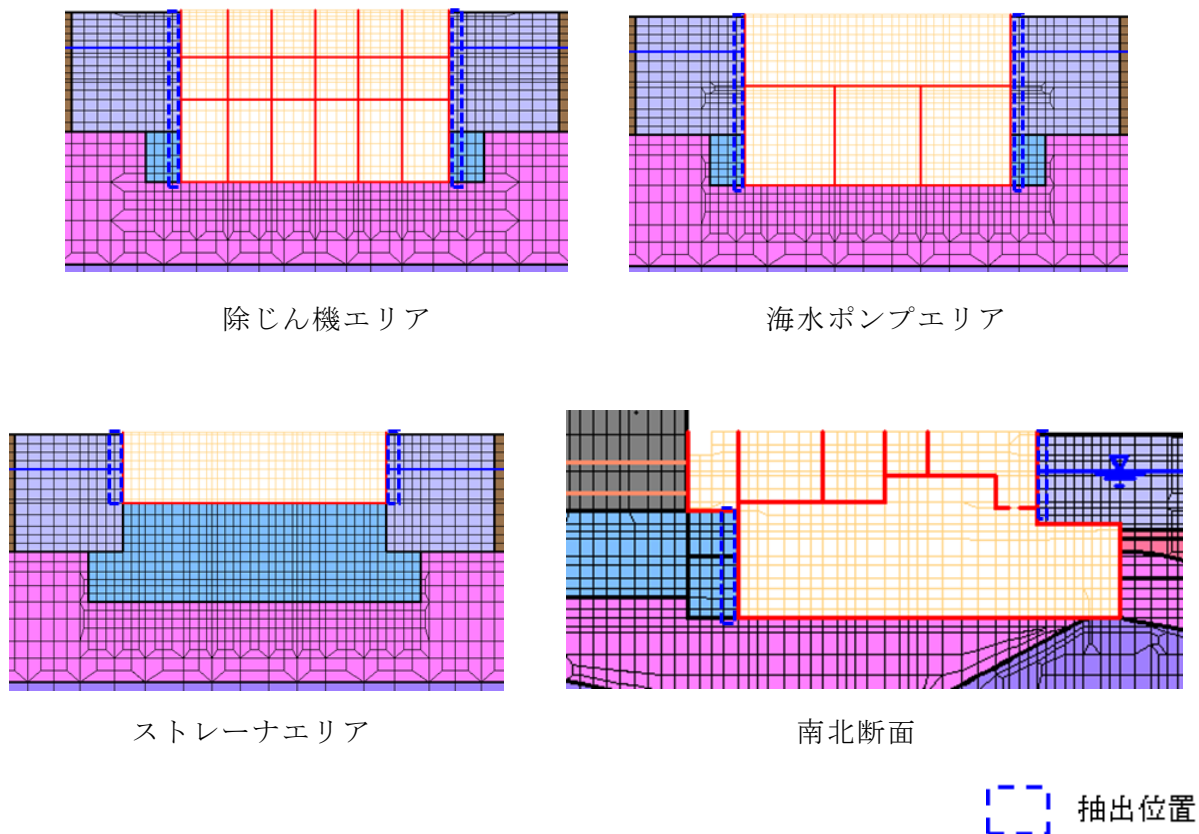 除じん機エリア
海水ポンプエリア
ストレーナエリア
南北断面
抽出位置